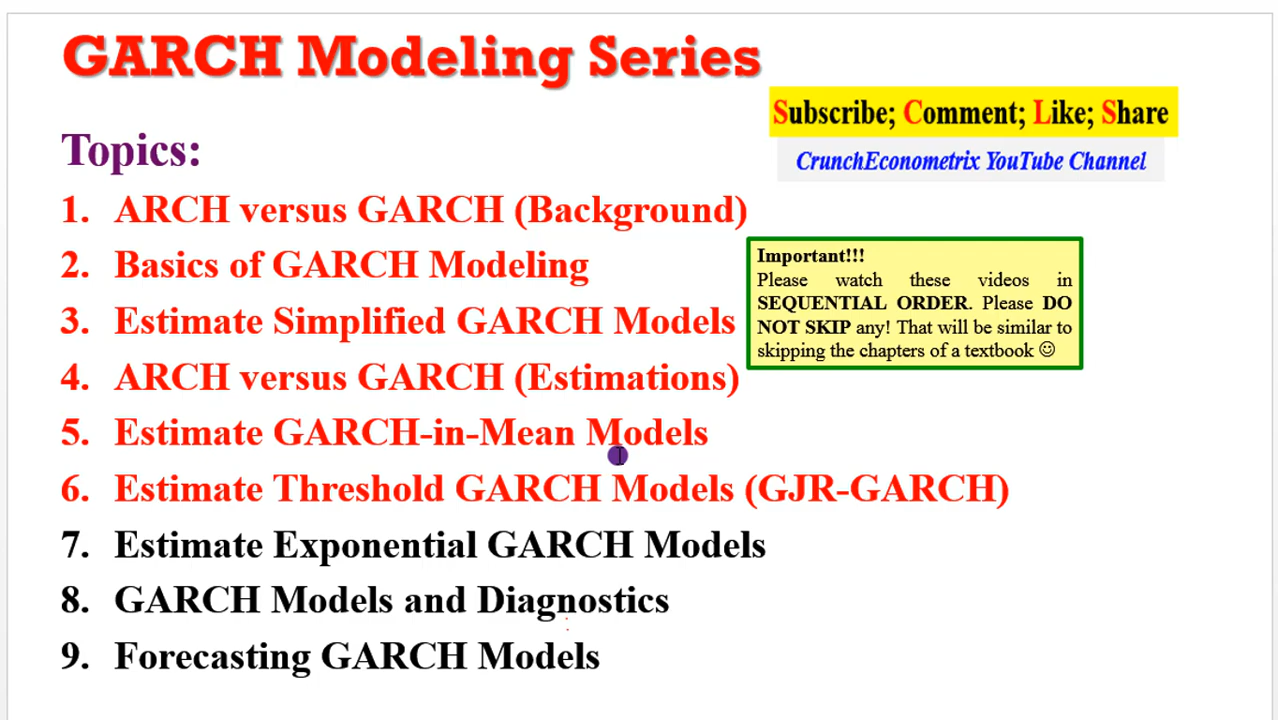 GARCH Modeling Series
Subscribe; Comment; Like; Share
CrunchEconometrix YouTube Channel
Topics:
1. ARCH versus GARCH (Background)
2. Basics of GARCH Modeling
3. Estimate Simplified GARCH Models
4. ARCH versus GARCH (Estimations)
5. Estimate GARCH-in-Mean Models
6. Estimate Threshold GARCH Models (GJR-GARCH)
7. Estimate Exponential GARCH Models
8. GARCH Models and Diagnostics
9. Forecasting GARCH Models
Important!!!
Please watch these videos in
SEQUENTIAL ORDER. Please DO
NOT SKIP any! That will be similar to
skipping the chapters of a textbook ☺